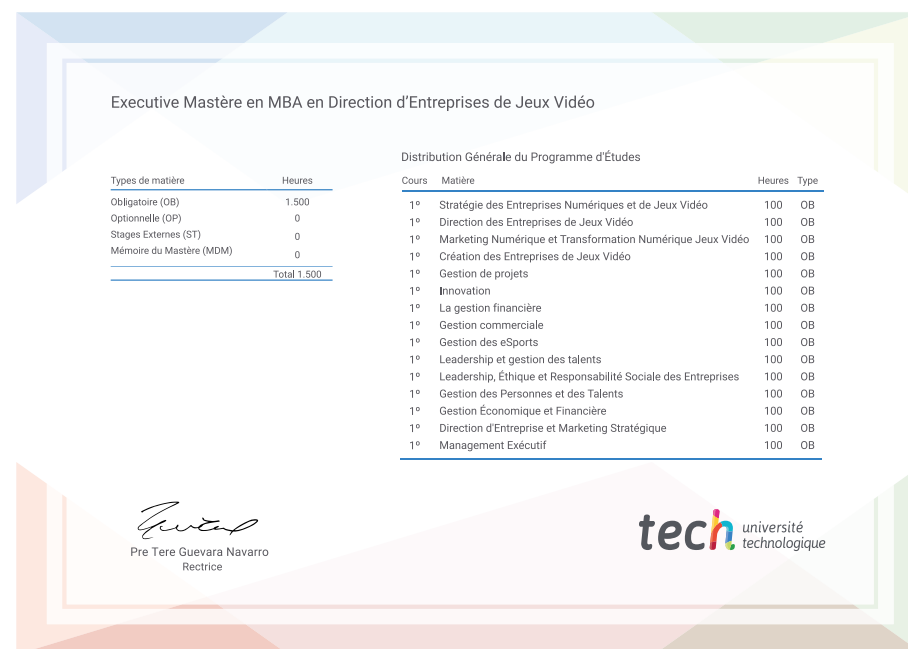 Executive Mastère en MBA en Direction d’Entreprises de Jeux Vidéo
Types de matière Heures
Obligatoire (OB) 1.500
Optionnelle (OP) 0
Stages Externes (ST) 0
Mémoire du Mastère (MDM) 0
Total 1.500
Distribution Générale du Programme d'Études
Cours Matière Heures Type
1º Stratégie des Entreprises Numériques et de Jeux Vidéo 100 OB
1º Direction des Entreprises de Jeux Vidéo 100 OB
1º Marketing Numérique et Transformation Numérique Jeux Vidéo 100 OB
1º Création des Entreprises de Jeux Vidéo 100 OB
1º Gestion de projets 100 OB
1º Innovation 100 OB
1º La gestion financière 100 OB
1º Gestion commerciale 100 OB
1º Gestion des eSports 100 OB
1º Leadership et gestion des talents 100 OB
1º Leadership, Éthique et Responsabilité Sociale des Entreprises 100 OB
1º Gestion des Personnes et des Talents 100 OB
1º Gestion Économique et Financière 100 OB
1º Direction d'Entreprise et Marketing Stratégique 100 OB
1º Management Exécutif 100 OB
Pre Tere Guevara Navarro
Rectrice
tech université
technologique